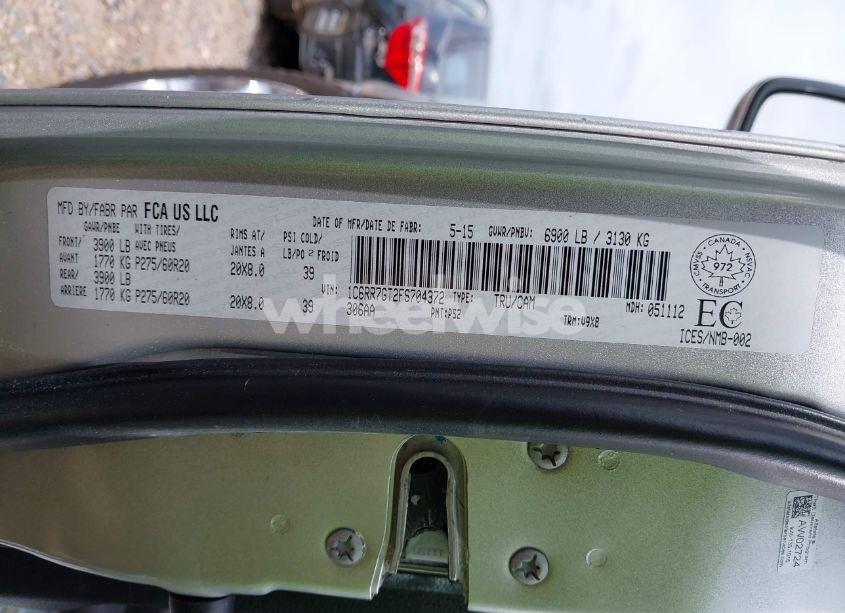 MFD BY/FABR PAR FCA US LLC
DATE OF MFR/DATE DE FABR: 5-15 GVWR/PNBV: 6900 LB / 3130 KG
GAWR/PNBE WITH TIRES/ RIMS AT/ PSI COLD/
FRONT/ 3900 LB AVEC PNEUS JANTES A LB/PO 2 FROID
AVANT 1770 KG P275/60R20 20X8.0 39
REAR/ 3900 LB
ARRIERE 1770 KG P275/60R20 20X8.0 39
VIN: 1C6RR7GT2FS704372 TYPE: TRU/CAM MDH: 051112
306AA PNT: PS2 TRM: V9X8
CANADA
CMVSS NSVAC
972
TRANSPORT
EC
ICES/NMB-002
wheelwise
AW02724